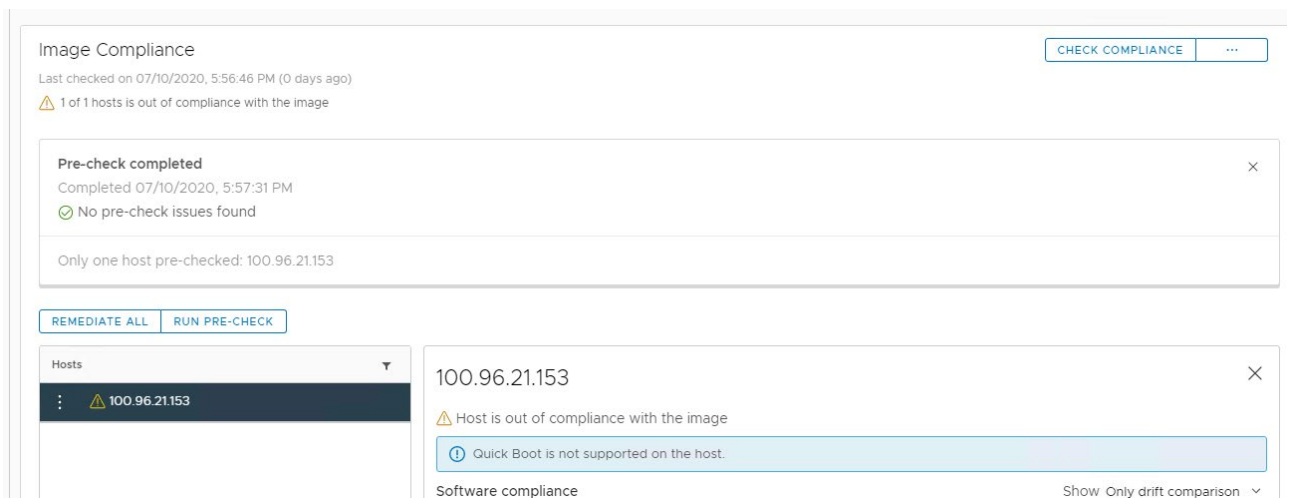 Image Compliance
CHECK COMPLIANCE ...
Last checked on 07/10/2020, 5:56:46 PM (0 days ago)
1 of 1 hosts is out of compliance with the image
Pre-check completed
Completed 07/10/2020, 5:57:31 PM
No pre-check issues found
Only one host pre-checked: 100.96.21.153
REMEDIATE ALL RUN PRE-CHECK
Hosts
100.96.21.153
100.96.21.153
Host is out of compliance with the image
Quick Boot is not supported on the host.
Software compliance
Show Only drift comparison